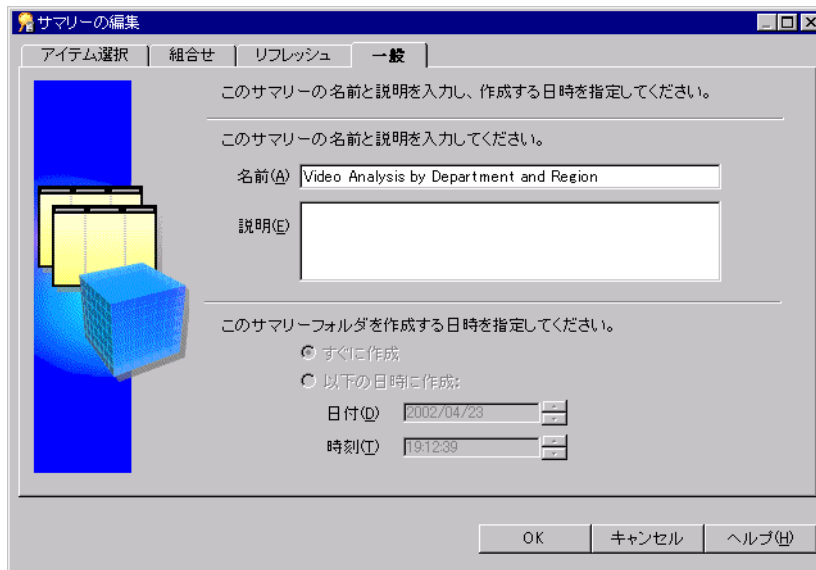 サマリーの編集
アイテム選択 組合せ リフレッシュ 一般
このサマリーの名前と説明を入力し、作成する日時を指定してください。
このサマリーの名前と説明を入力してください。
名前(A) Video Analysis by Department and Region
説明(E)
このサマリーフォルダを作成する日時を指定してください。
すぐに作成
以下の日時に作成:
日付(D) 2002/04/23
時刻(T) 19:12:39
OK キャンセル ヘルプ(H)